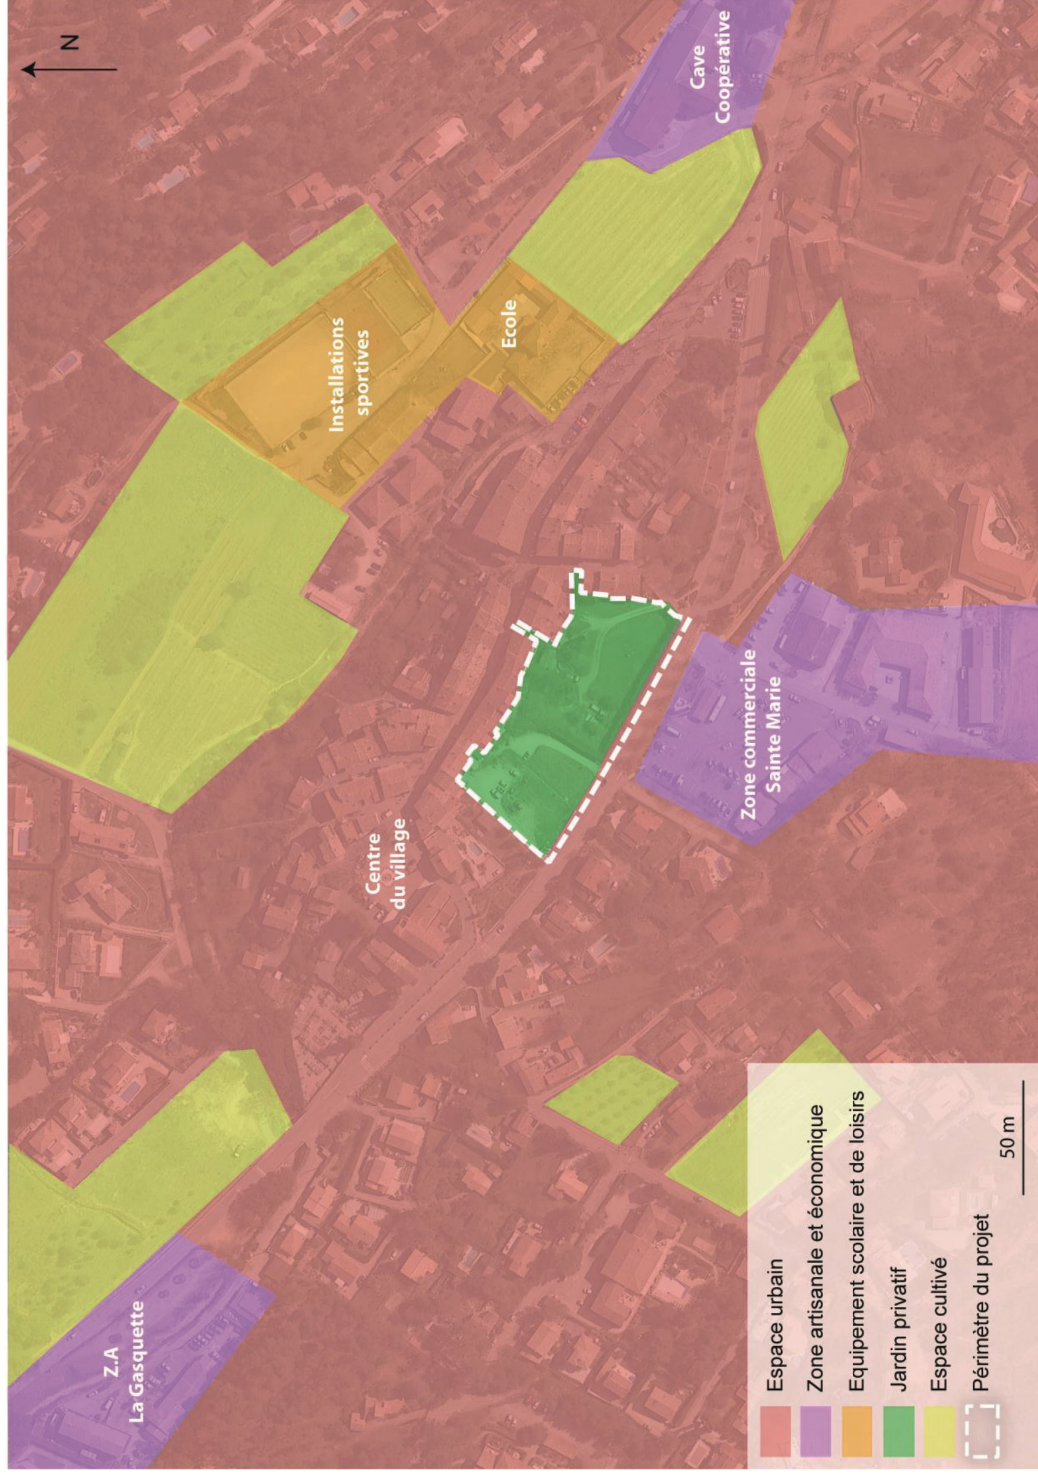 N
Cave
Coopérative
Installations
sportives
Ecole
Centre
du village
Zone commerciale
Sainte Marie
Z.A
La Gasquette
Espace urbain
Zone artisanale et économique
Equipement scolaire et de loisirs
Jardin privatif
Espace cultivé
Périmètre du projet
50 m